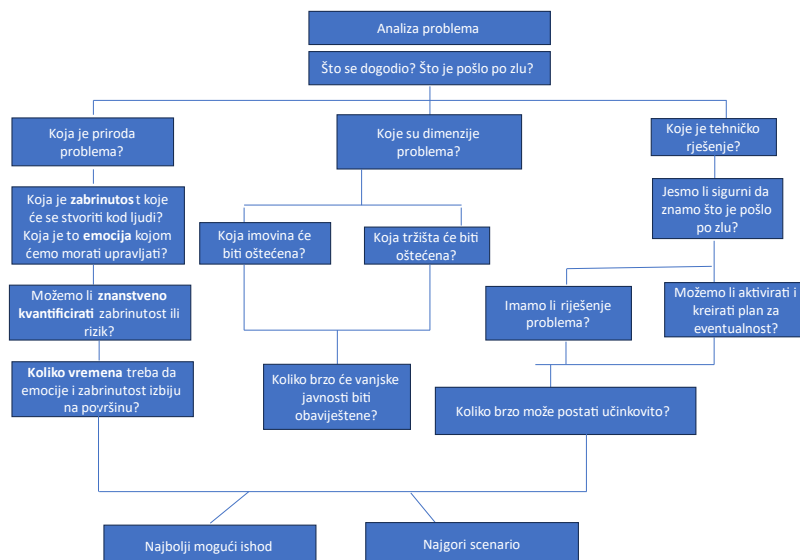 Analiza problema
Što se dogodio? Što je pošlo po zlu?
Koja je priroda
problema?
Koje su dimenzije
problema?
Koje je tehničko
rješenje?
Koja je zabrinutos t koje
će se stvoriti kod ljudi?
Koja je to emocija kojom
ćemo morati upravljati?
Jesmo li sigurni da
znamo što je pošlo
po zlu?
Koja imovina će
biti oštećena?
Koja tržišta će biti
oštećena?
Možemo li znanstveno
kvantificirati zabrinutost ili
rizik?
Imamo li riješenje
problema?
Možemo li aktivirati i
kreirati plan za
eventualnost?
Koliko vremena treba da
emocije i zabrinutost izbiju
na površinu?
Koliko brzo će vanjske
javnosti biti
obaviještene?
Koliko brzo može postati učinkovito?
Najbolji mogući ishod
Najgori scenario